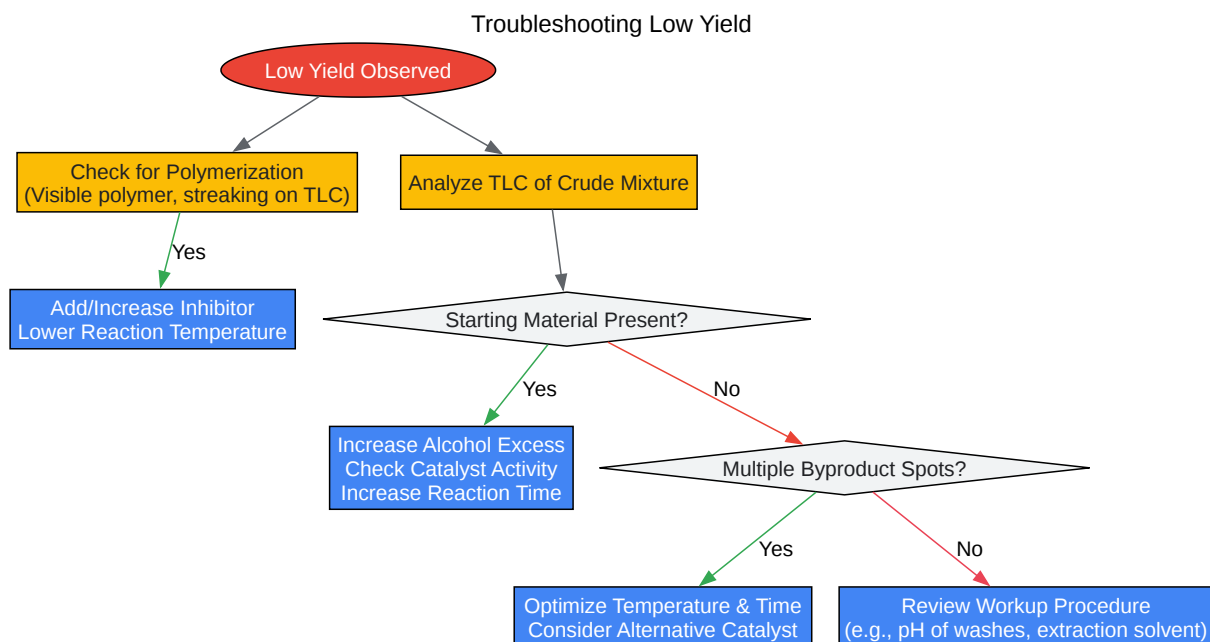 Troubleshooting Low Yield
Low Yield Observed
Check for Polymerization
(Visible polymer, streaking on TLC)
Analyze TLC of Crude Mixture
Yes
Add/Increase Inhibitor
Lower Reaction Temperature
Starting Material Present?
Yes
No
Increase Alcohol Excess
Check Catalyst Activity
Increase Reaction Time
Multiple Byproduct Spots?
Yes
No
Optimize Temperature & Time
Consider Alternative Catalyst
Review Workup Procedure
(e.g., pH of washes, extraction solvent)